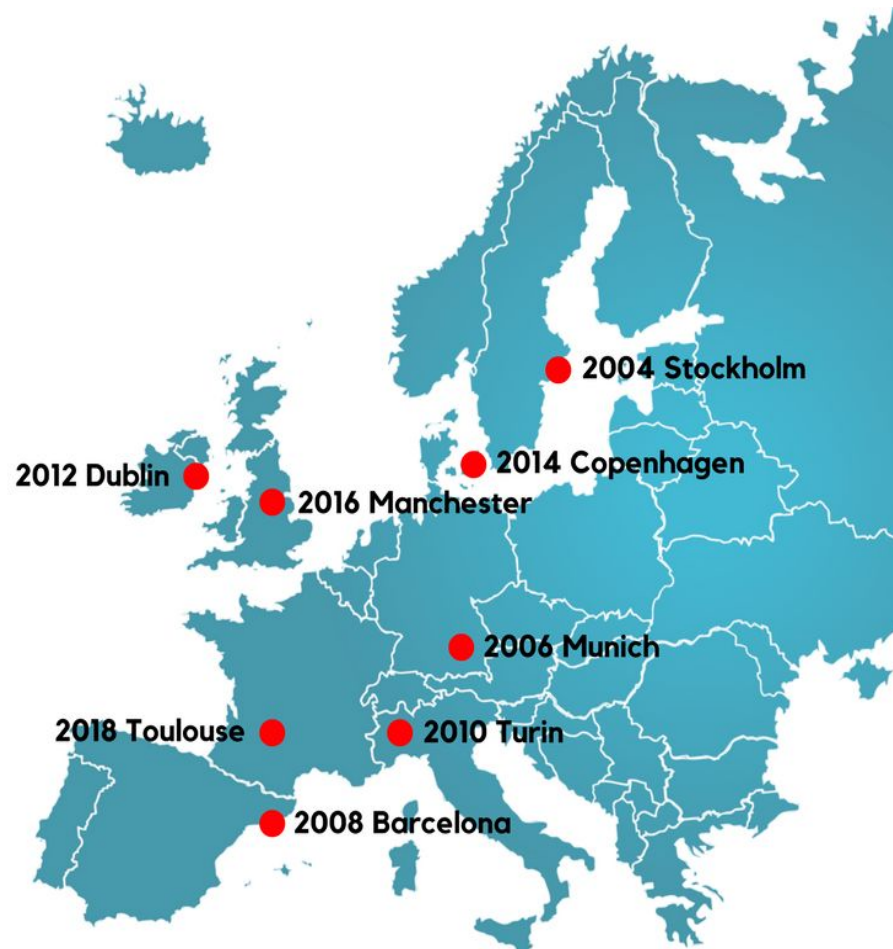 2004 Stockholm
2014 Copenhagen
2012 Dublin
2016 Manchester
2006 Munich
2018 Toulouse
2010 Turin
2008 Barcelona